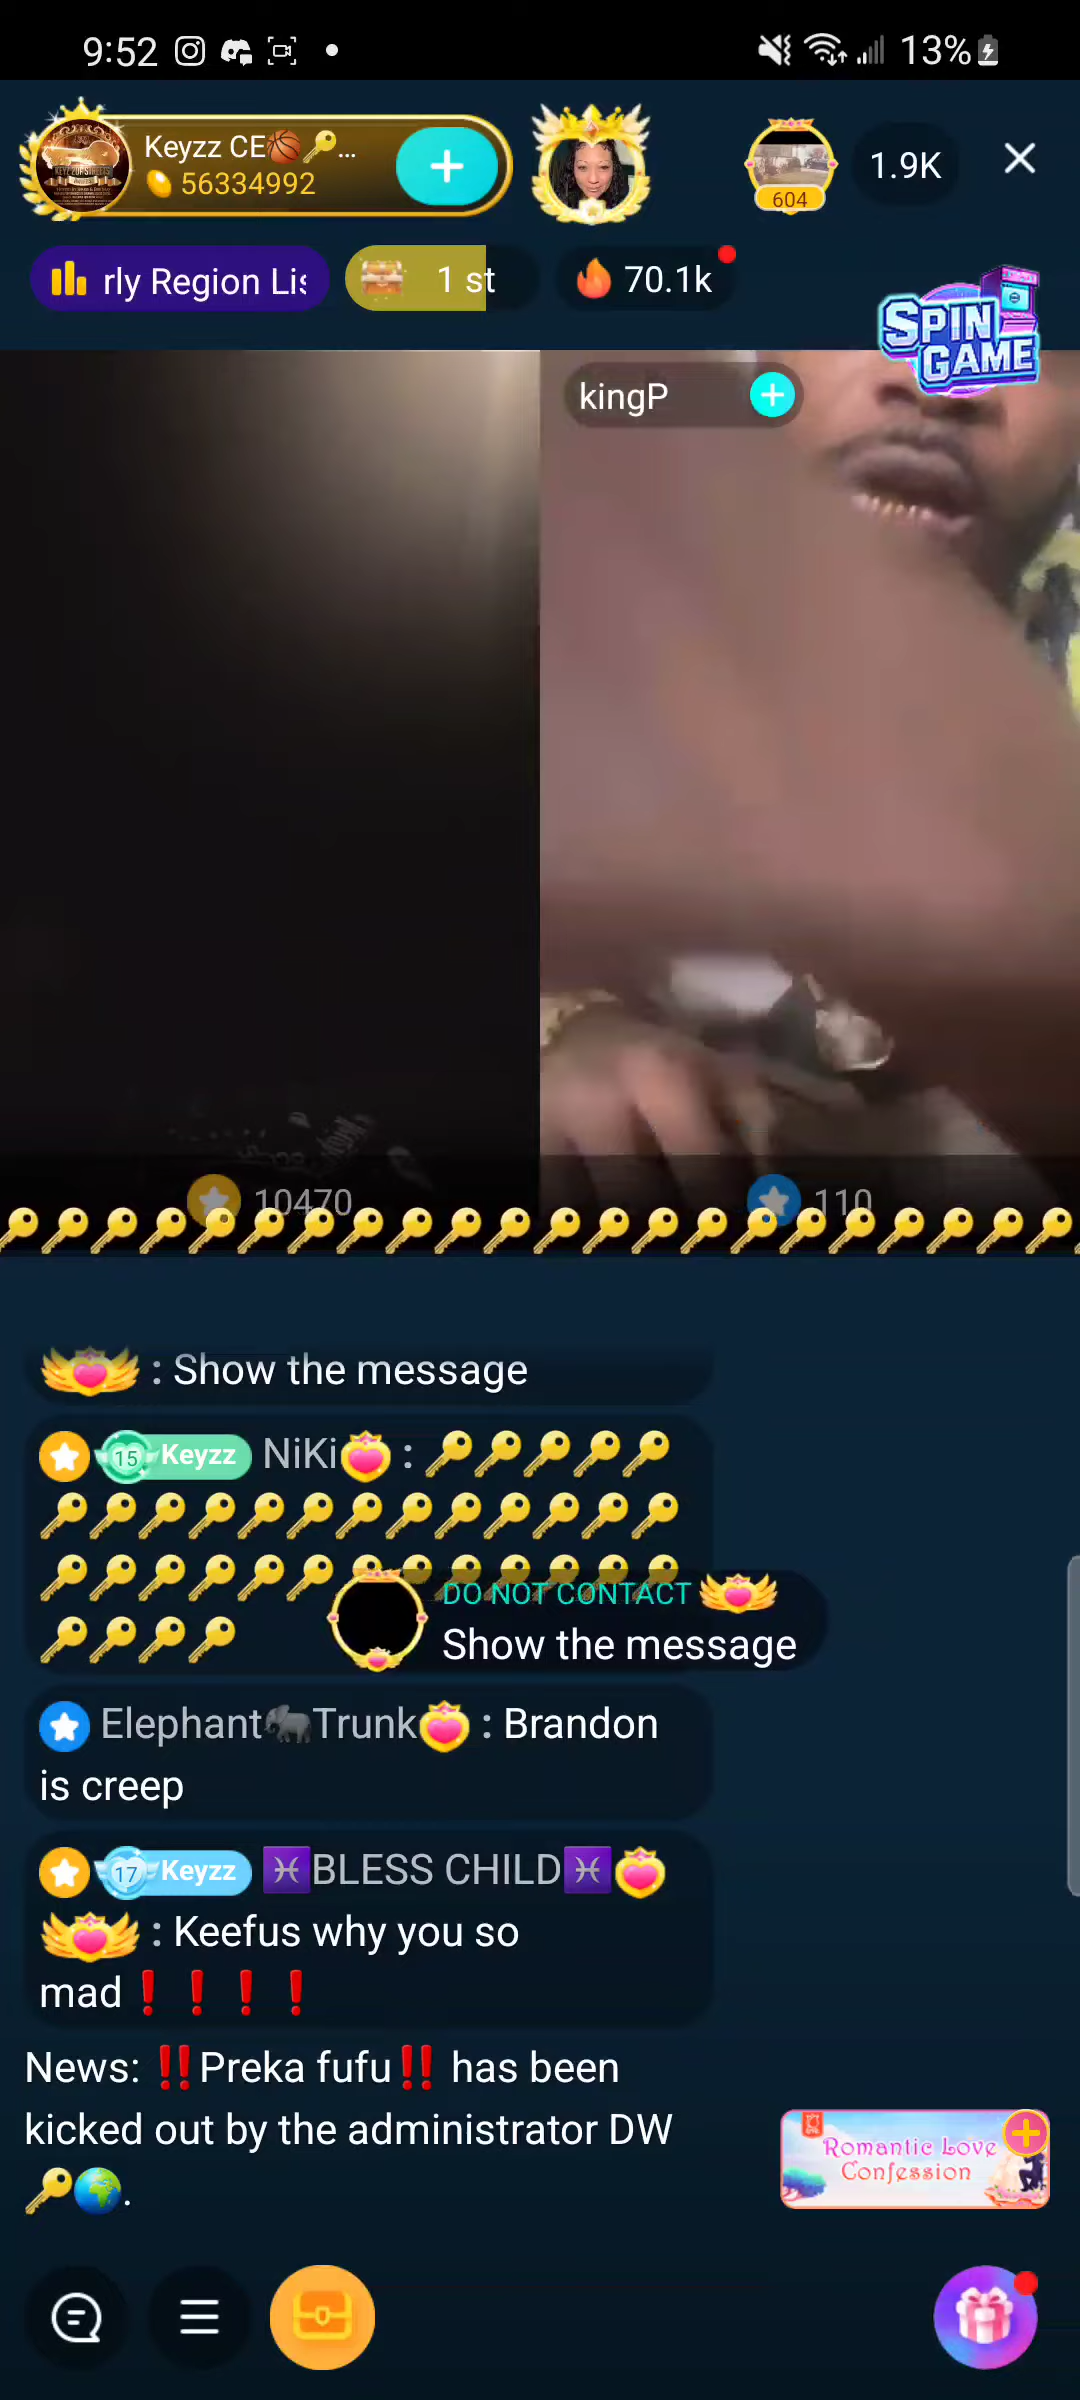 9:52
13%
Keyzz CE🏀🔑...
56334992
604
1.9K
rly Region Lis
1 st
70.1k
SPIN
GAME
kingP
10470
110
🔑🔑🔑🔑🔑🔑🔑🔑🔑🔑🔑🔑🔑🔑🔑🔑🔑🔑🔑🔑🔑🔑
: Show the message
15 Keyzz NiKi : 🔑🔑🔑🔑🔑
🔑🔑🔑🔑🔑🔑🔑🔑🔑🔑🔑🔑🔑
🔑🔑🔑🔑🔑🔑🔑🔑🔑🔑🔑🔑🔑
🔑🔑🔑🔑
DO NOT CONTACT
Show the message
Elephant🐘Trunk : Brandon
is creep
17 Keyzz ♓BLESS CHILD♓
: Keefus why you so
mad❗❗❗❗
News: ‼️Preka fufu‼️ has been
kicked out by the administrator DW
🔑🌍.
Romantic Love
Confession